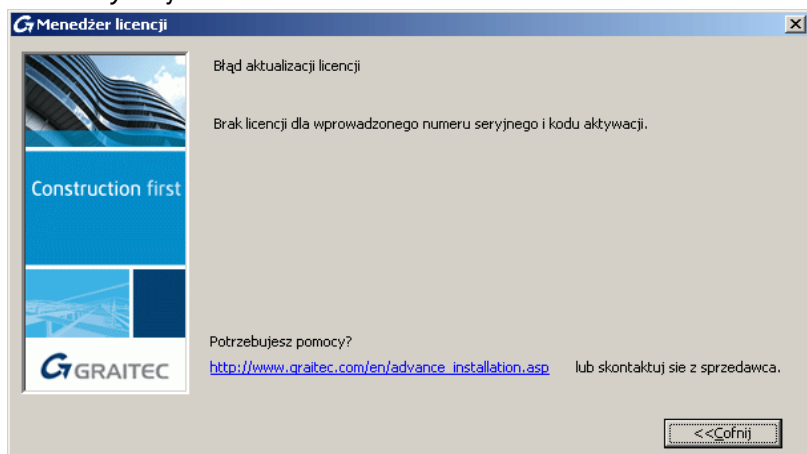 Menedżer licencji
Błąd aktualizacji licencji
Brak licencji dla wprowadzonego numeru seryjnego i kodu aktywacji.
Construction first
GRAITEC
Potrzebujesz pomocy?
http://www.graitec.com/en/advance_installation.asp lub skontaktuj sie z sprzedawca.
<<Cofnij